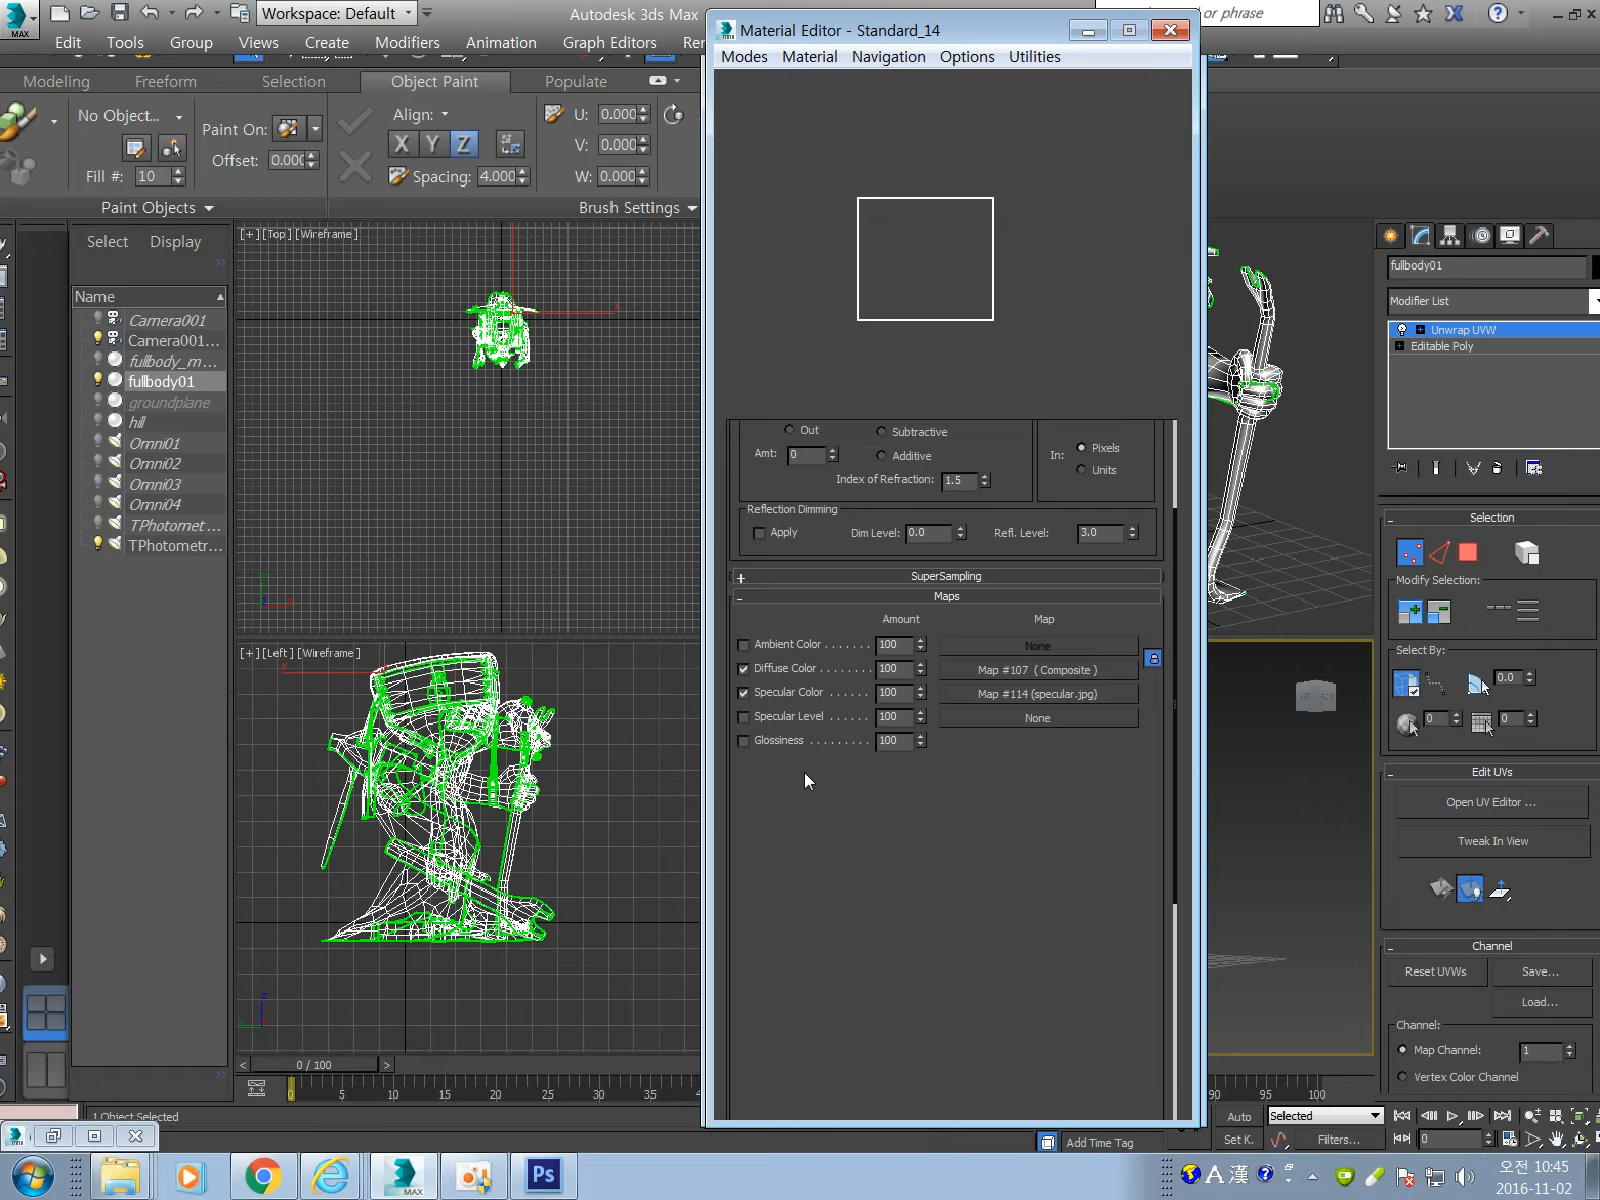 Workspace: Default
Autodesk 3ds Max
or phrase
MAX
Edit
Tools
Group
Views
Create
Modifiers
Animation
Graph Editors
Material Editor - Standard_14
Modes
Material
Navigation
Options
Utilities
Modeling
Freeform
Selection
Object Paint
Populate
No Object...
Paint On:
Offset: 0.000
Fill #: 10
Align:
X Y Z
Spacing: 4.000
U: 0.000
V: 0.000
W: 0.000
Paint Objects
Brush Settings
Select
Display
Name
Camera001
Camera001...
fullbody_m...
fullbody01
groundplane
hill
Omni01
Omni02
Omni03
Omni04
TPhotomet...
TPhotometr...
[+][Top][Wireframe]
[+][Left][Wireframe]
Out
Subtractive
Amt: 0
Additive
Index of Refraction: 1.5
In:
Pixels
Units
Reflection Dimming
Apply
Dim Level: 0.0
Refl. Level: 3.0
+ SuperSampling
- Maps
Amount
Map
Ambient Color . . . . . . . 100 None
Diffuse Color . . . . . . . . 100 Map #107 ( Composite )
Specular Color . . . . . . 100 Map #114 (specular.jpg)
Specular Level . . . . . . 100 None
Glossiness . . . . . . . . . 100
fullbody01
Modifier List
Unwrap UVW
Editable Poly
- Selection
Modify Selection:
Select By:
0.0
0
0
- Edit UVs
Open UV Editor ...
Tweak In View
- Channel
Reset UVWs
Save...
Load...
Channel:
Map Channel: 1
Vertex Color Channel
< 0 / 100 >
0 5 10 15 20 25 30 35 90 95 100
1 Object Selected
Add Time Tag
Auto
Selected
Set K.
Filters...
0
MAX
Ps
A 漢
오전 10:45
2016-11-02